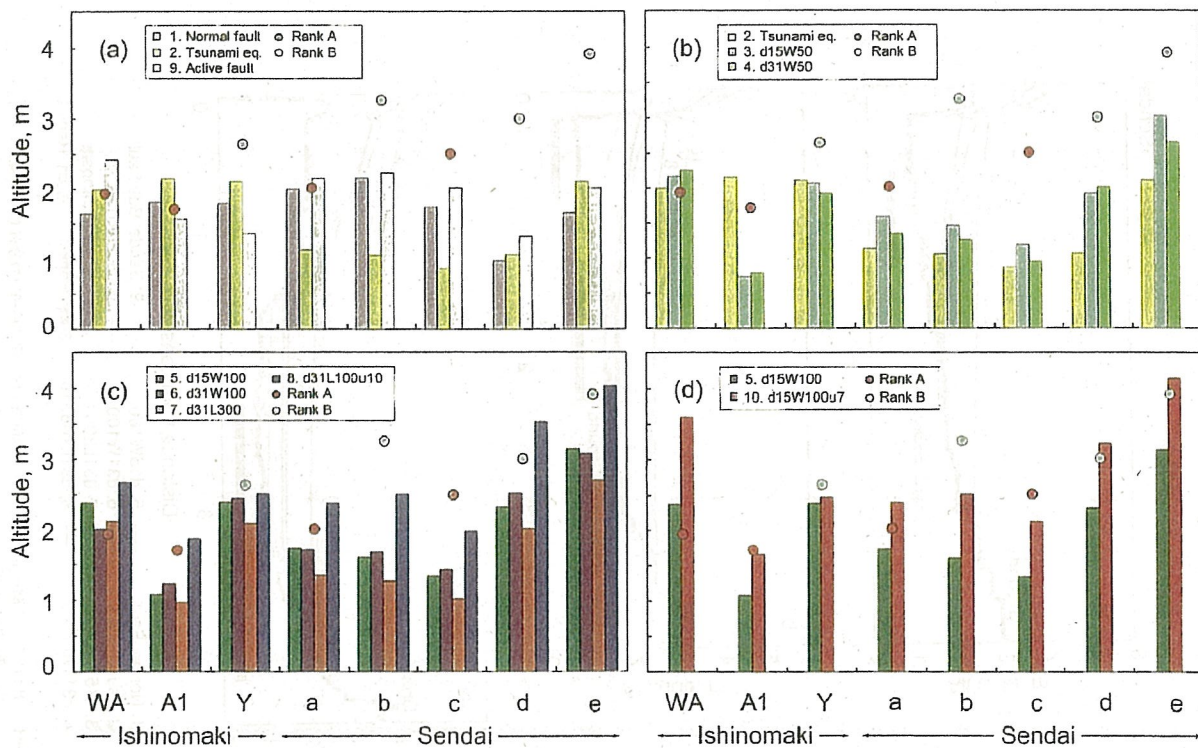 (a)
1. Normal fault Rank A
2. Tsunami eq. Rank B
9. Active fault
(b)
2. Tsunami eq. Rank A
3. d15W50 Rank B
4. d31W50
Altitude, m
4
3
2
1
0
(c)
5. d15W100 8. d31L100u10
6. d31W100 Rank A
7. d31L300 Rank B
(d)
5. d15W100 Rank A
10. d15W100u7 Rank B
Altitude, m
4
3
2
1
0
WA A1 Y a b c d e
WA A1 Y a b c d e
Ishinomaki Sendai
Ishinomaki Sendai